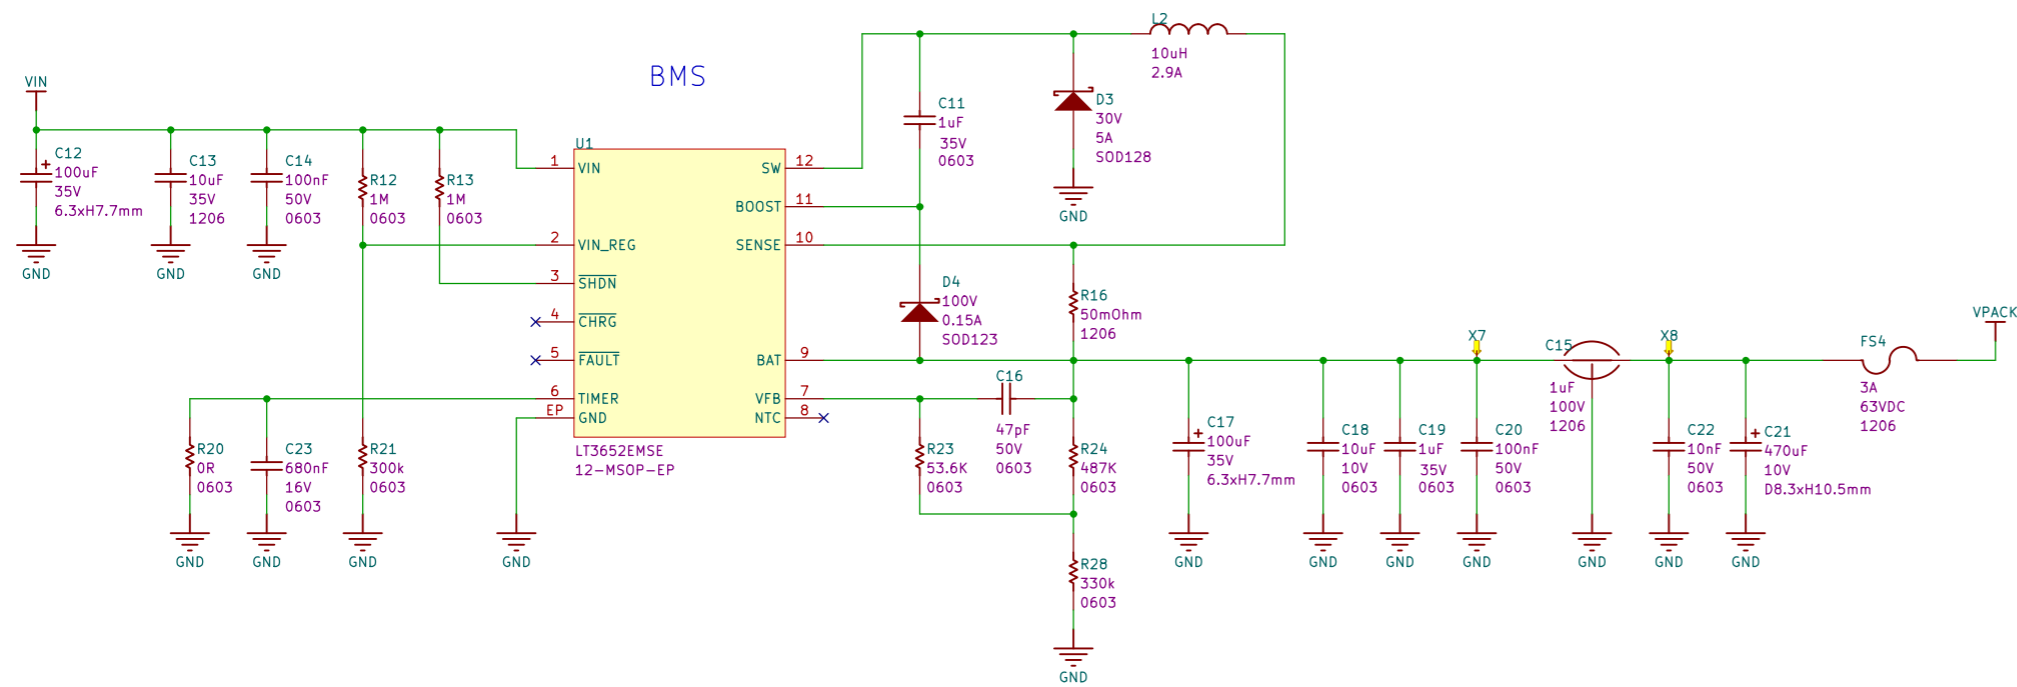 BMS
VIN
C12
100uF
35V
6.3xH7.7mm
GND
C13
10uF
35V
1206
GND
C14
100nF
50V
0603
GND
R12
1M
0603
R13
1M
0603
U1
1 VIN
2 VIN_REG
3 SHDN
4 CHRG
5 FAULT
6 TIMER
EP GND
SW 12
BOOST 11
SENSE 10
BAT 9
VFB 7
NTC 8
LT3652EMSE
12-MSOP-EP
R20
0R
0603
GND
C23
680nF
16V
0603
GND
R21
300k
0603
GND
GND
C11
1uF
35V
0603
D3
30V
5A
SOD128
GND
L2
10uH
2.9A
D4
100V
0.15A
SOD123
R16
50mOhm
1206
C16
47pF
50V
0603
R23
53.6K
0603
R24
487K
0603
R28
330k
0603
GND
C17
100uF
35V
6.3xH7.7mm
GND
C18
10uF
10V
0603
GND
C19
1uF
35V
0603
GND
X7
C20
100nF
50V
0603
GND
C15
1uF
100V
1206
GND
X8
C22
10nF
50V
0603
GND
C21
470uF
10V
D8.3xH10.5mm
GND
FS4
3A
63VDC
1206
VPACK